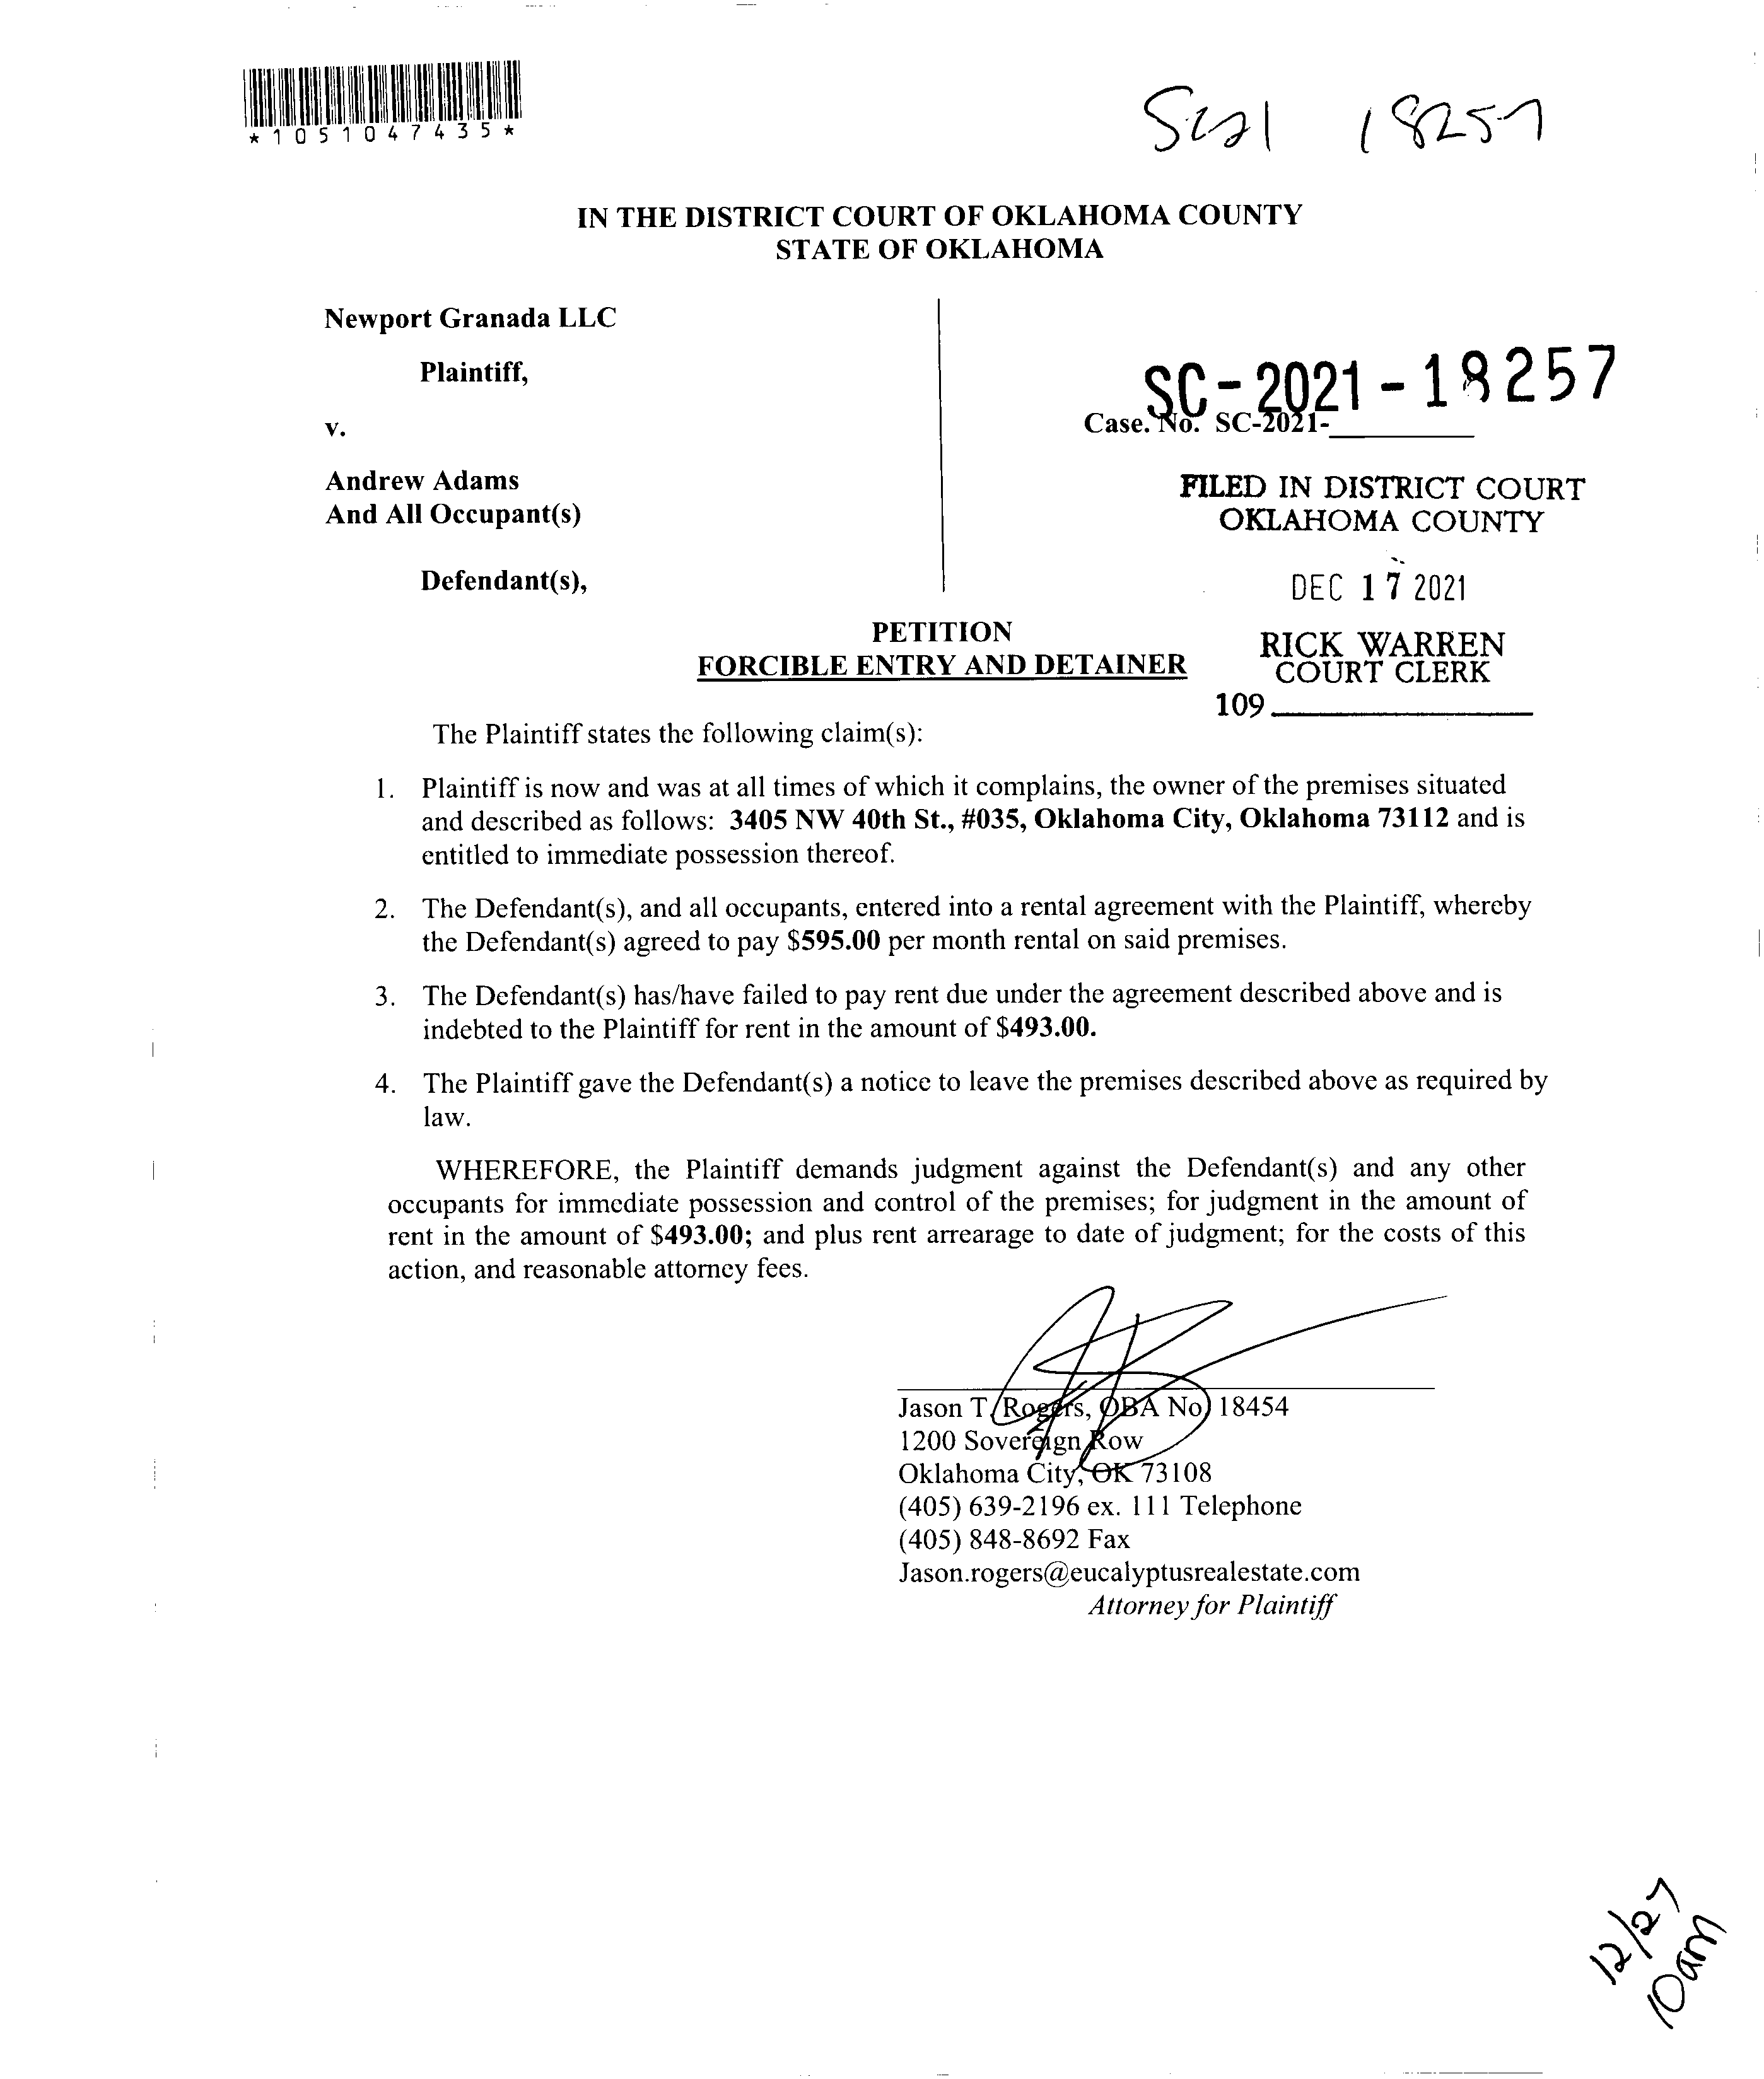 *1051047435*
SC21 18257
IN THE DISTRICT COURT OF OKLAHOMA COUNTY
STATE OF OKLAHOMA
Newport Granada LLC
Plaintiff,
v.
Andrew Adams
And All Occupant(s)
Defendant(s),
SC-2021-18257
Case. No. SC-2021-
FILED IN DISTRICT COURT
OKLAHOMA COUNTY
DEC 17 2021
RICK WARREN
COURT CLERK
109
PETITION
FORCIBLE ENTRY AND DETAINER
The Plaintiff states the following claim(s):
1. Plaintiff is now and was at all times of which it complains, the owner of the premises situated
and described as follows: 3405 NW 40th St., #035, Oklahoma City, Oklahoma 73112 and is
entitled to immediate possession thereof.
2. The Defendant(s), and all occupants, entered into a rental agreement with the Plaintiff, whereby
the Defendant(s) agreed to pay $595.00 per month rental on said premises.
3. The Defendant(s) has/have failed to pay rent due under the agreement described above and is
indebted to the Plaintiff for rent in the amount of $493.00.
4. The Plaintiff gave the Defendant(s) a notice to leave the premises described above as required by
law.
WHEREFORE, the Plaintiff demands judgment against the Defendant(s) and any other
occupants for immediate possession and control of the premises; for judgment in the amount of
rent in the amount of $493.00; and plus rent arrearage to date of judgment; for the costs of this
action, and reasonable attorney fees.
Jason T. Rogers, OBA No. 18454
1200 Sovereign Row
Oklahoma City, OK 73108
(405) 639-2196 ex. 111 Telephone
(405) 848-8692 Fax
Jason.rogers@eucalyptusrealestate.com
Attorney for Plaintiff
12/27
10am